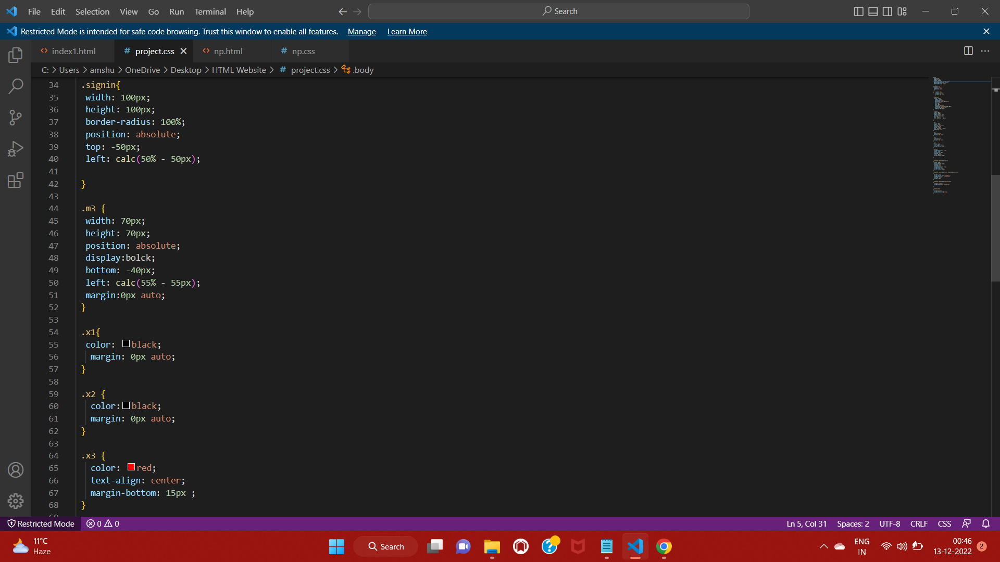 File Edit Selection View Go Run Terminal Help
Search
Restricted Mode is intended for safe code browsing. Trust this window to enable all features. Manage Learn More
index1.html
# project.css
np.html
# np.css
C: > Users > amshu > OneDrive > Desktop > HTML Website > # project.css > .body
34 .signin{
35 width: 100px;
36 height: 100px;
37 border-radius: 100%;
38 position: absolute;
39 top: -50px;
40 left: calc(50% - 50px);
41
42 }
43
44 .m3 {
45 width: 70px;
46 height: 70px;
47 position: absolute;
48 display:bolck;
49 bottom: -40px;
50 left: calc(55% - 55px);
51 margin:0px auto;
52 }
53
54 .x1{
55 color: black;
56 margin: 0px auto;
57 }
58
59 .x2 {
60 color:black;
61 margin: 0px auto;
62 }
63
64 .x3 {
65 color: red;
66 text-align: center;
67 margin-bottom: 15px ;
68 }
Restricted Mode 0 0
Ln 5, Col 31 Spaces: 2 UTF-8 CRLF CSS
11°C
Haze
Search
ENG
IN
00:46
13-12-2022
2